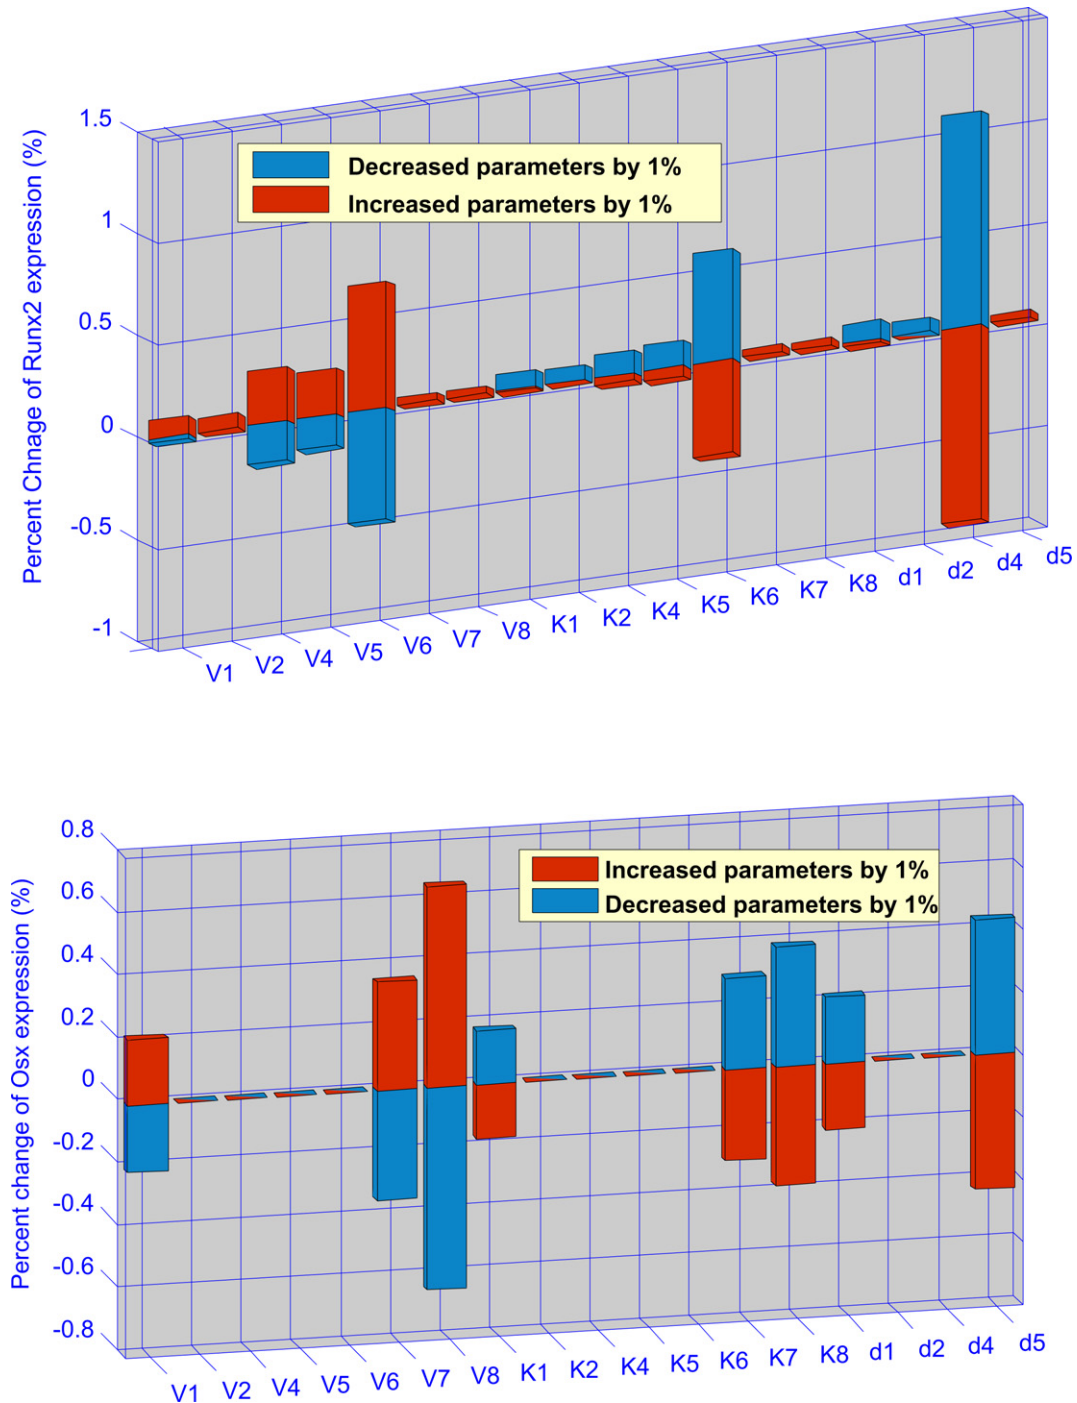 Percent Chnage of Runx2 expression (%)
1.5
1
0.5
0
-0.5
-1
Decreased parameters by 1%
Increased parameters by 1%
V1 V2 V4 V5 V6 V7 V8 K1 K2 K4 K5 K6 K7 K8 d1 d2 d4 d5
Percent change of Osx expression (%)
0.8
0.6
0.4
0.2
0
-0.2
-0.4
-0.6
-0.8
Increased parameters by 1%
Decreased parameters by 1%
V1 V2 V4 V5 V6 V7 V8 K1 K2 K4 K5 K6 K7 K8 d1 d2 d4 d5